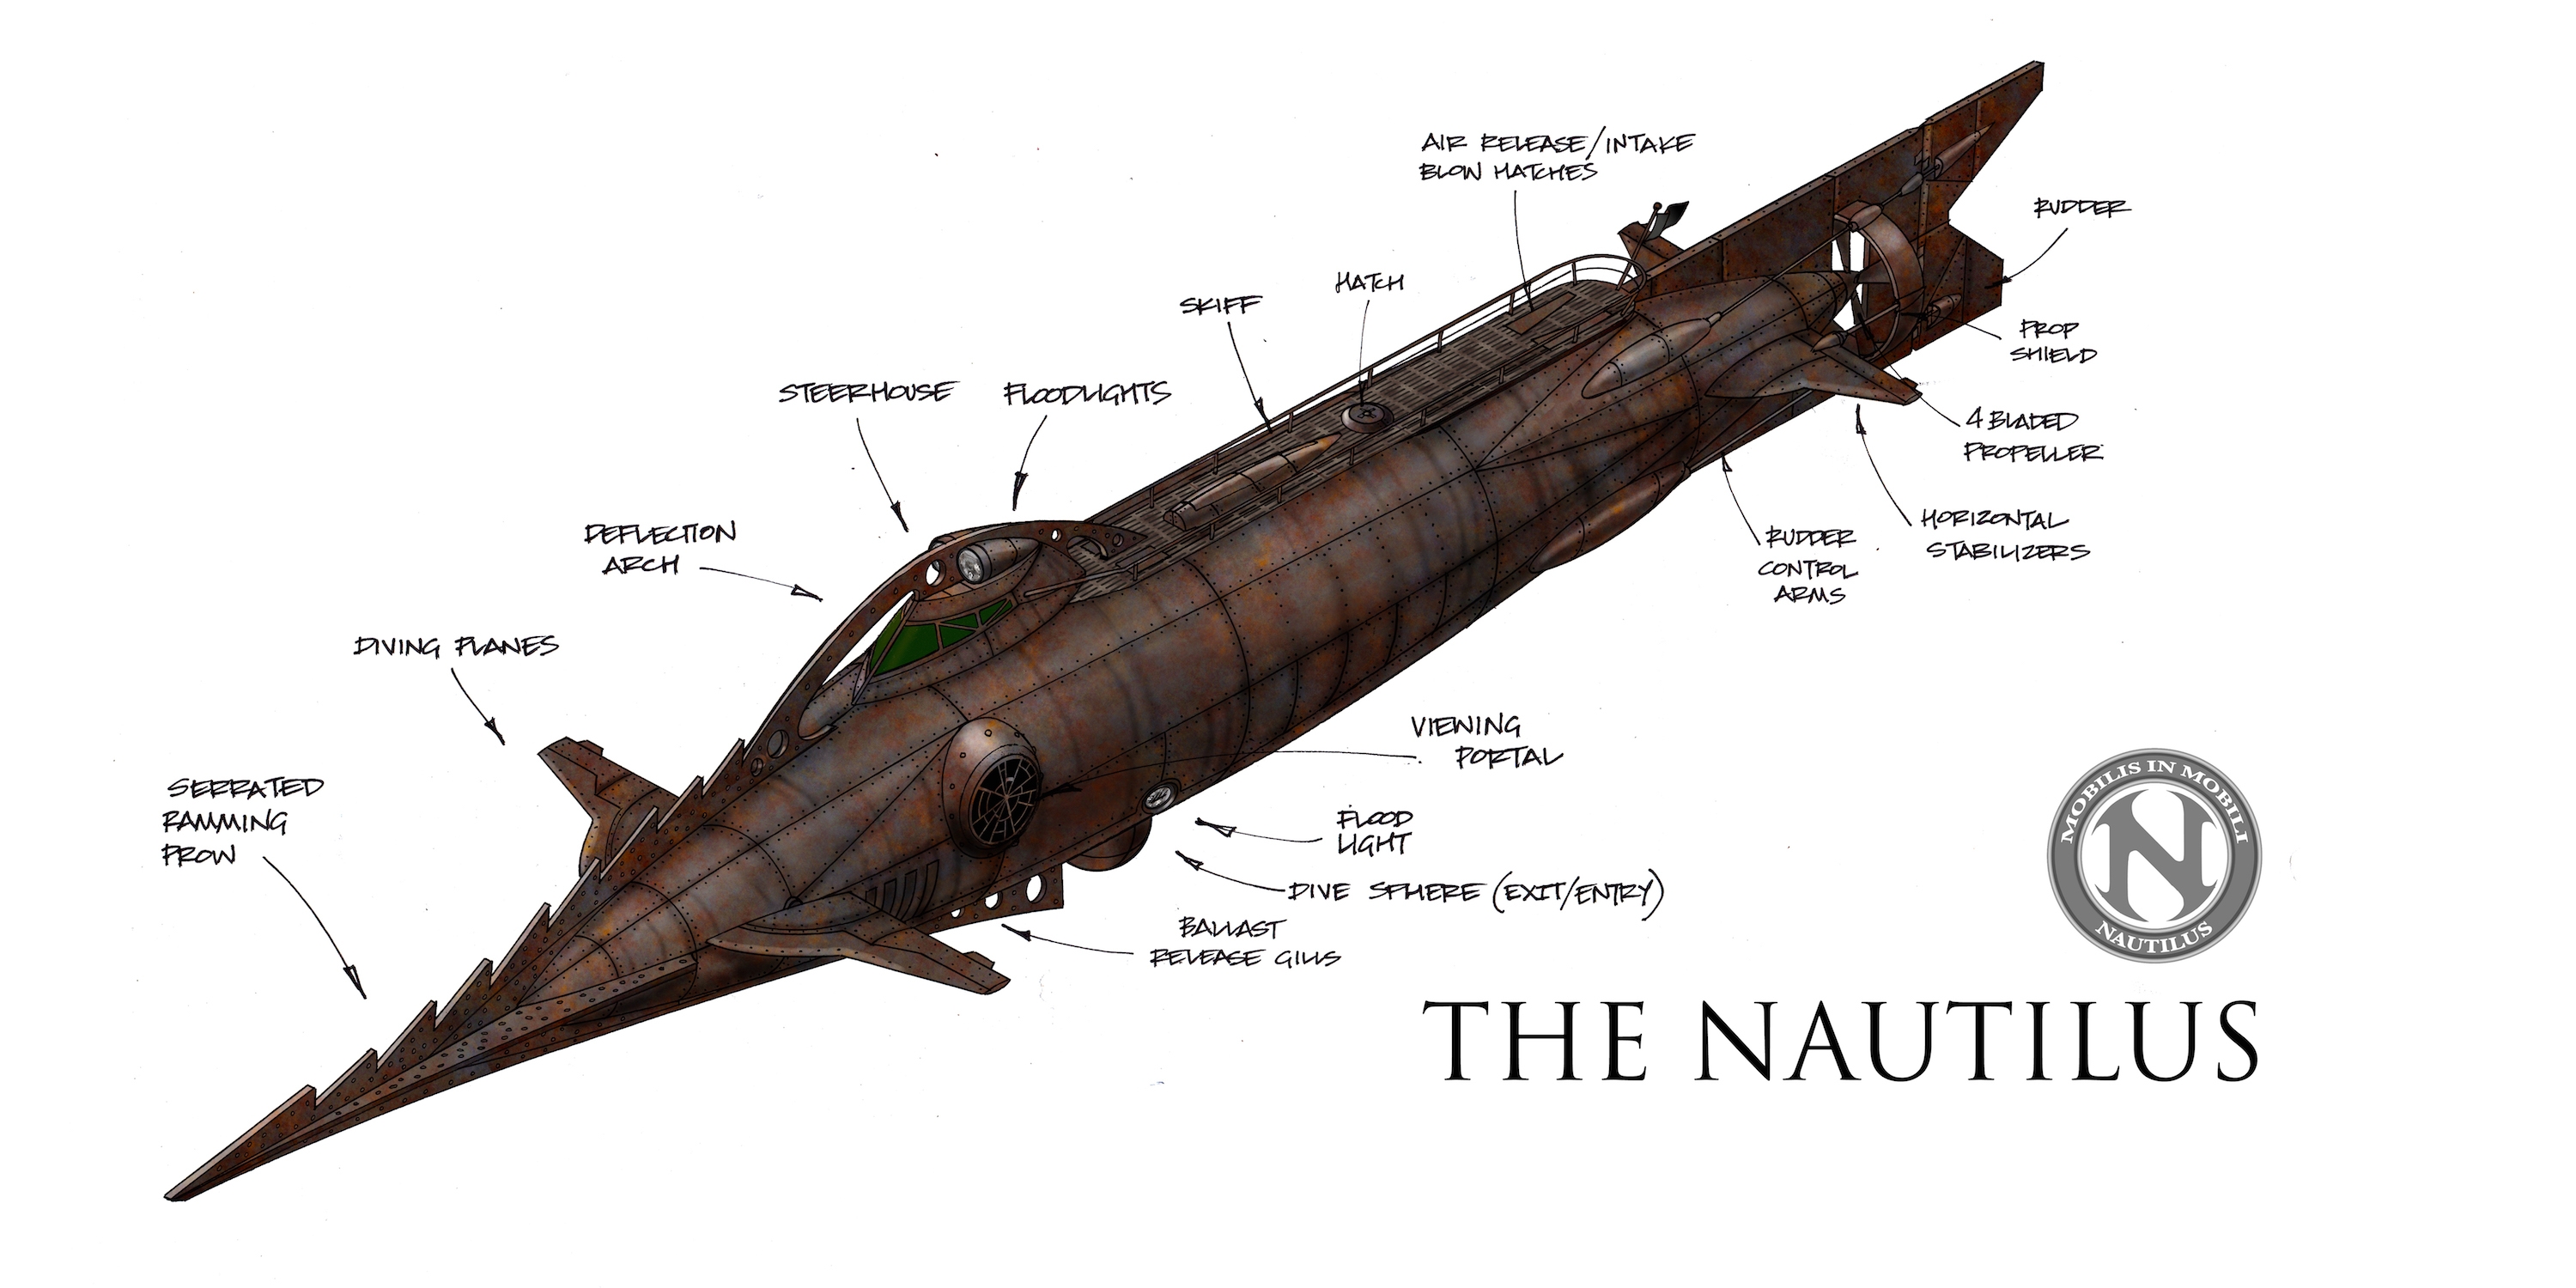 AIR RELEASE/INTAKE
BLOW HATCHES
RUDDER
HATCH
SKIFF
PROP
SHIELD
STEERHOUSE
FLOODLIGHTS
4 BLADED
PROPELLER
HORIZONTAL
STABILIZERS
DEFLECTION
ARCH
RUDDER
CONTROL
ARMS
DIVING PLANES
VIEWING
PORTAL
SERRATED
RAMMING
PROW
FLOOD
LIGHT
DIVE SPHERE (EXIT/ENTRY)
BALLAST
RELEASE GILLS
MOBILIS IN MOBILI
N
NAUTILUS
THE NAUTILUS